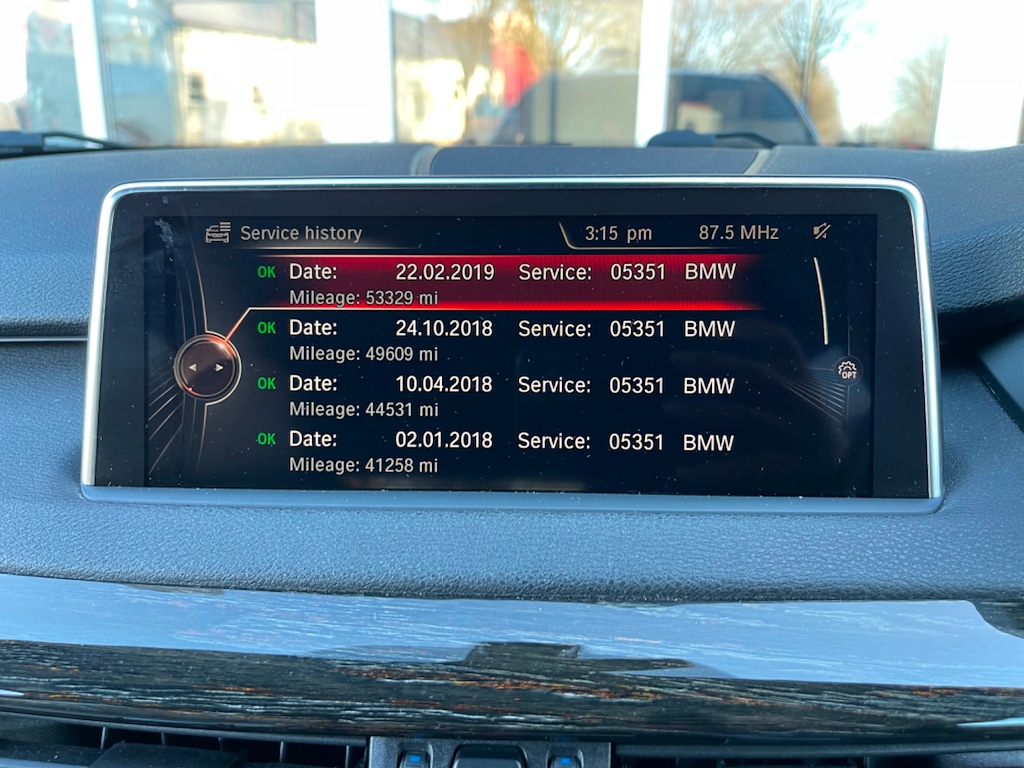 Service history 3:15 pm 87.5 MHz
OK Date: 22.02.2019 Service: 05351 BMW
Mileage: 53329 mi
OK Date: 24.10.2018 Service: 05351 BMW
Mileage: 49609 mi
OK Date: 10.04.2018 Service: 05351 BMW
Mileage: 44531 mi
OK Date: 02.01.2018 Service: 05351 BMW
Mileage: 41258 mi
OPT